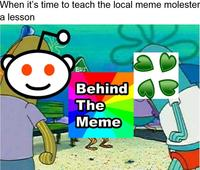 When it's time to teach the local meme molester
a lesson
Behind
The
Meme